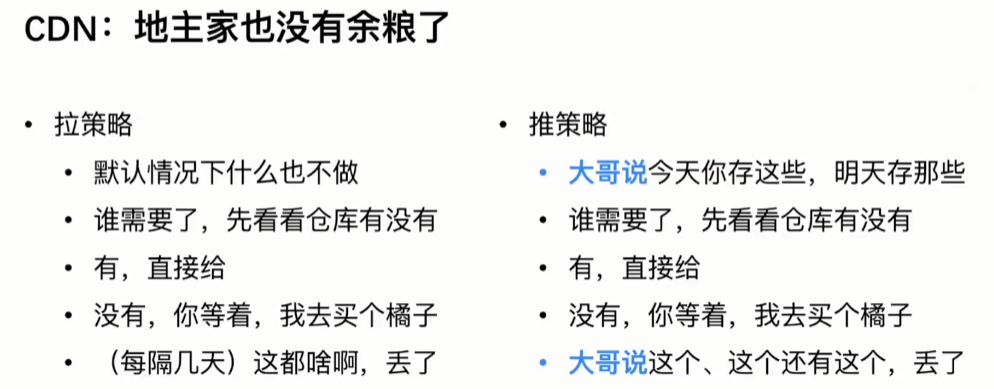 CDN：地主家也没有余粮了
• 拉策略
• 默认情况下什么也不做
• 谁需要了，先看看仓库有没有
• 有，直接给
• 没有，你等着，我去买个橘子
• （每隔几天）这都啥啊，丢了
• 推策略
• 大哥说今天你存这些，明天存那些
• 谁需要了，先看看仓库有没有
• 有，直接给
• 没有，你等着，我去买个橘子
• 大哥说这个、这个还有这个，丢了